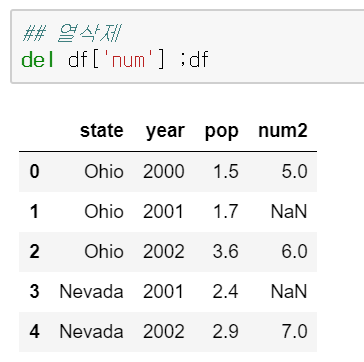 ## 열삭제
del df['num'] ;df
state year pop num2
0 Ohio 2000 1.5 5.0
1 Ohio 2001 1.7 NaN
2 Ohio 2002 3.6 6.0
3 Nevada 2001 2.4 NaN
4 Nevada 2002 2.9 7.0